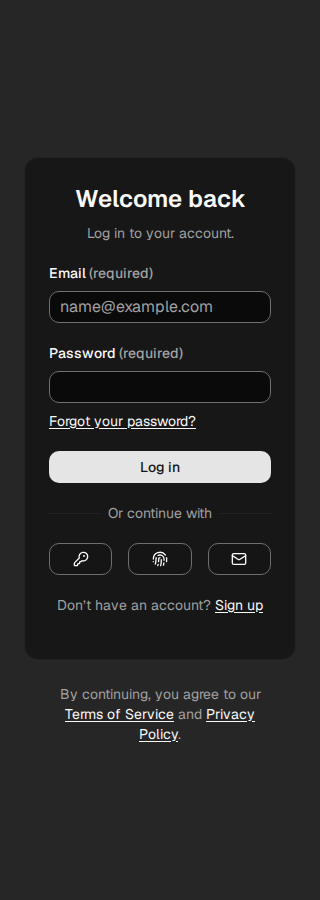 Welcome back
Log in to your account.
Email (required)
name@example.com
Password (required)
Forgot your password?
Log in
Or continue with
Don't have an account? Sign up
By continuing, you agree to our
Terms of Service and Privacy
Policy.